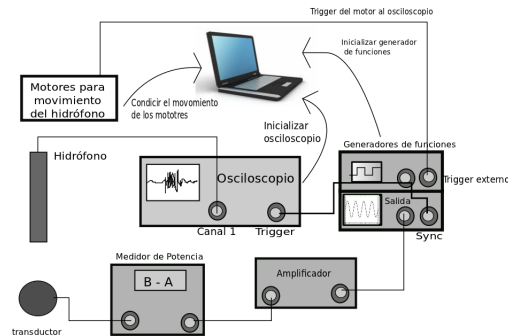 Trigger del motor al osciloscopio
Inicializar generador
de funciones
Motores para
movimiento
del hidrófono
Condicir el movomiento
de los mototres
Inicializar
osciloscopio
Generadores de funciones
Hidrófono
Osciloscopio
Trigger externo
Salida
Canal 1
Trigger
Sync
Medidor de Potencia
B - A
Amplificador
transductor